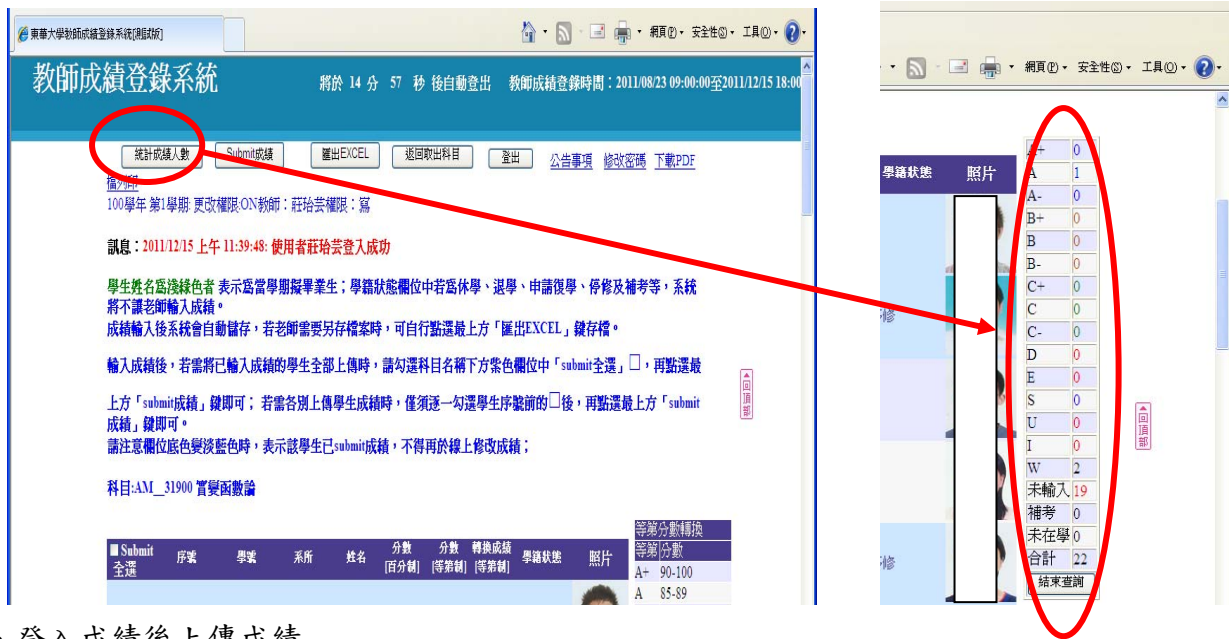 東華大學教師成績登錄系統[測試版]
網頁(P) 安全性(S) 工具(O)
教師成績登錄系統
將於 14 分 57 秒 後自動登出 教師成績登錄時間：2011/08/23 09:00:00至2011/12/15 18:00
統計成績人數 Submit成績 匯出EXCEL 返回取出科目 登出 公告事項 修改密碼 下載PDF
檔列印
100學年 第1學期: 更改權限:ON教師：莊玲芸權限：寫
訊息：2011/12/15 上午 11:39:48: 使用者莊玲芸登入成功
學生姓名為淺綠色者 表示為當學期擬畢業生；學籍狀態欄位中若為休學、退學、申請復學、停修及補考等，系統
將不讓老師輸入成績。
成績輸入後系統會自動儲存，若老師需要另存檔案時，可自行點選最上方「匯出EXCEL」鍵存檔。
輸入成績後，若需將已輸入成績的學生全部上傳時，請勾選科目名稱下方紫色欄位中「submit全選」□，再點選最
上方「submit成績」鍵即可； 若需各別上傳學生成績時，僅須逐一勾選學生序號前的□後，再點選最上方「submit
成績」鍵即可。
請注意欄位底色變淡藍色時，表示該學生已submit成績，不得再於線上修改成績；
科目:AM__31900 實變函數論
回頂部
Submit全選 序號 學號 系所 姓名 分數[百分制] 分數[等第制] 轉換成績[等第制] 學籍狀態 照片
等第分數轉換
等第 分數
A+ 90-100
A 85-89
網頁(P) 安全性(S) 工具(O)
學籍狀態 照片
A+ 0
A 1
A- 0
B+ 0
B 0
B- 0
C+ 0
C 0
C- 0
D 0
E 0
S 0
U 0
I 0
W 2
未輸入 19
補考 0
未在學 0
合計 22
結束查詢
修
修
回頂部
登入成績後上傳成績